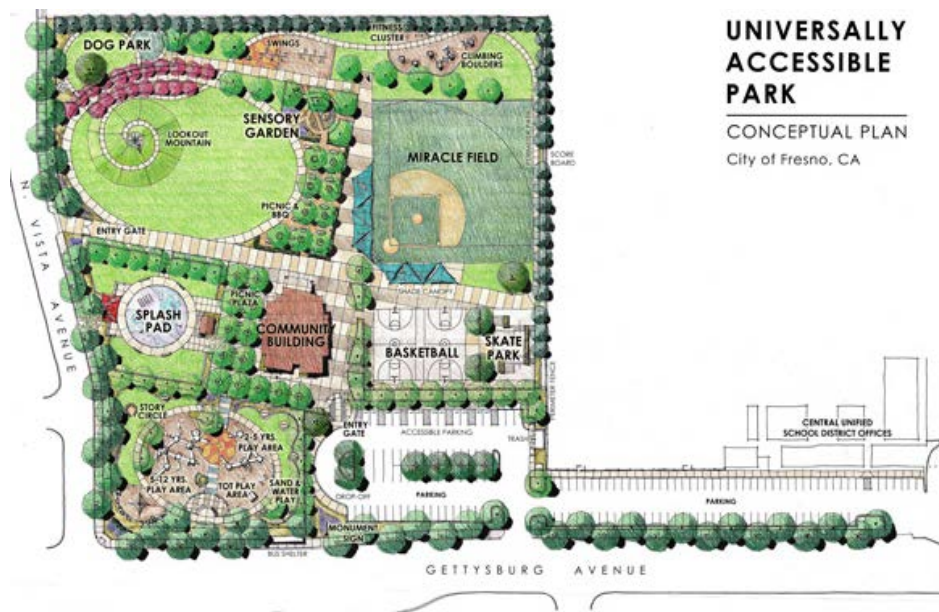 UNIVERSALLY
ACCESSIBLE
PARK
CONCEPTUAL PLAN
City of Fresno, CA
DOG PARK
SWINGS
FITNESS
CLUSTER
CLIMBING
BOULDERS
SENSORY
GARDEN
LOOKOUT
MOUNTAIN
MIRACLE FIELD
SCORE
BOARD
PICNIC &
BBQ
N. VISTA AVENUE
ENTRY GATE
SHADE CANOPY
SPLASH
PAD
PICNIC
PLAZA
COMMUNITY
BUILDING
BASKETBALL
SKATE
PARK
PERIMETER FENCE
STORY
CIRCLE
2-5 YRS.
PLAY AREA
5-12 YRS.
PLAY AREA
TOT PLAY
AREA
SAND &
WATER
PLAY
ENTRY
GATE
ACCESSIBLE PARKING
TRASH
DROP-OFF
PARKING
MONUMENT
SIGN
BUS SHELTER
CENTRAL UNIFIED
SCHOOL DISTRICT OFFICES
PARKING
GETTYSBURG AVENUE